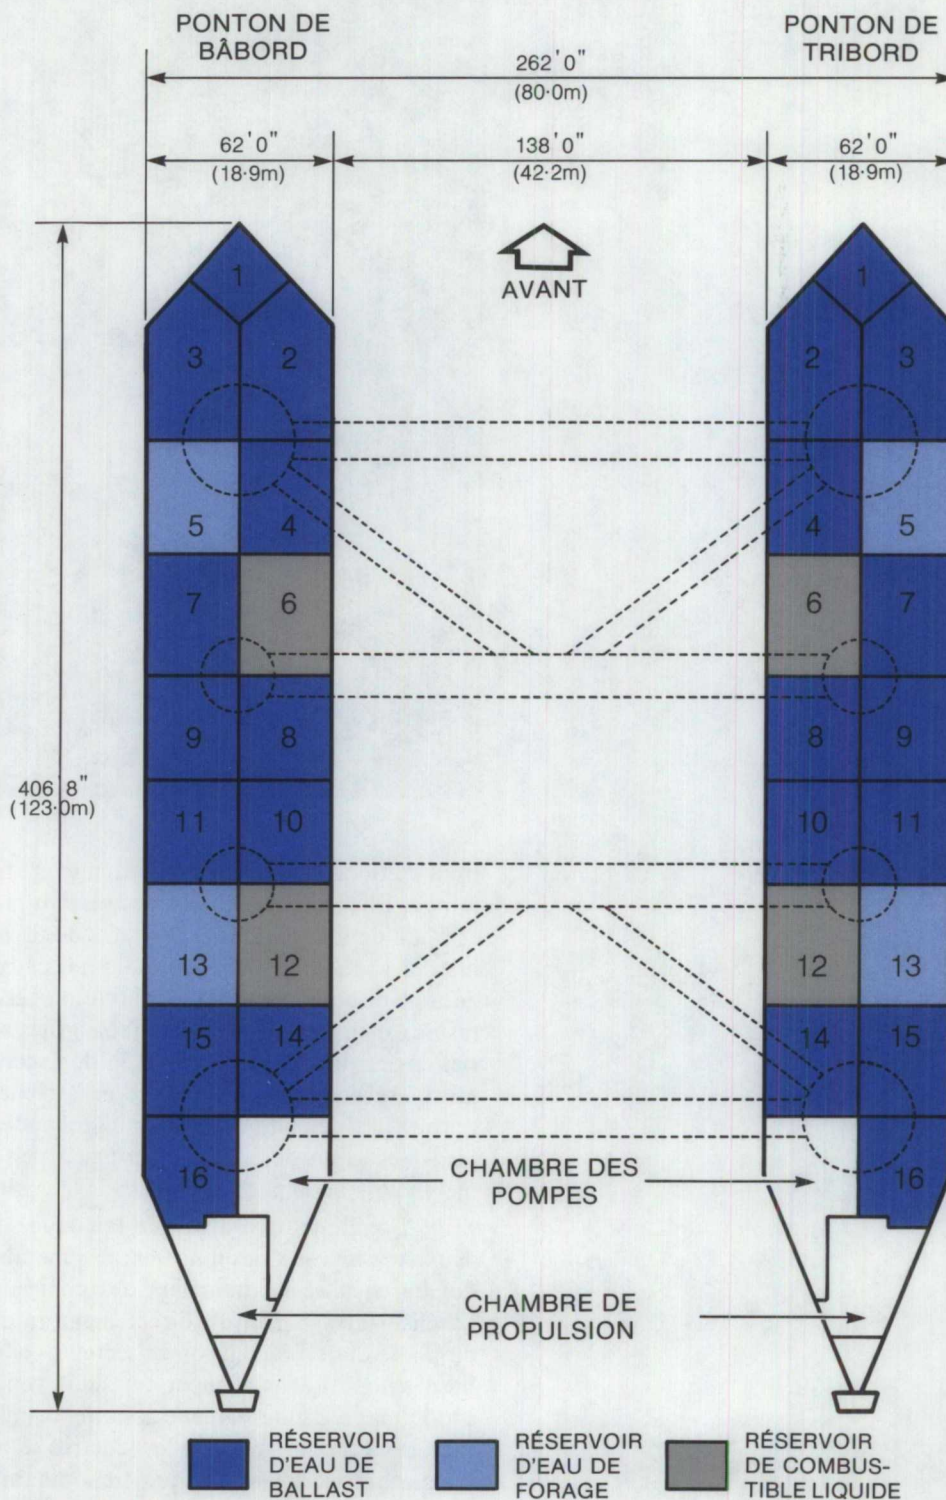 PONTON DE
BÂBORD
PONTON DE
TRIBORD
262'0"
(80·0m)
62'0"
(18·9m)
138'0"
(42·2m)
62'0"
(18·9m)
AVANT
1
1
3
2
2
3
5
4
4
5
7
6
6
7
9
8
8
9
406'8"
(123·0m)
11
10
10
11
13
12
12
13
15
14
14
15
16
16
CHAMBRE DES
POMPES
CHAMBRE DE
PROPULSION
RÉSERVOIR
D'EAU DE
BALLAST
RÉSERVOIR
D'EAU DE
FORAGE
RÉSERVOIR
DE COMBUS-
TIBLE LIQUIDE